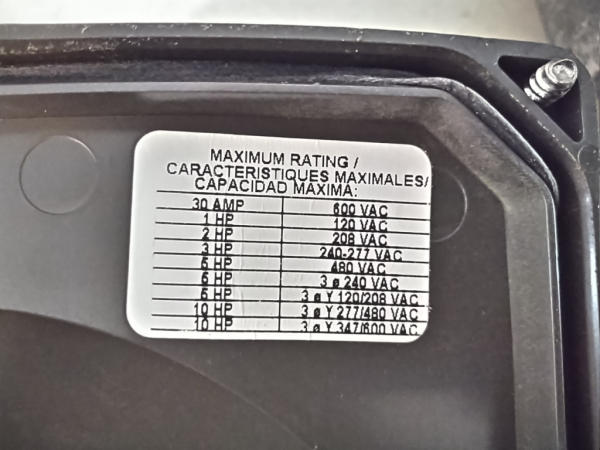 MAXIMUM RATING /
CARACTERISTIQUES MAXIMALES/
CAPACIDAD MAXIMA:
30 AMP 600 VAC
1 HP 120 VAC
2 HP 208 VAC
3 HP 240-277 VAC
5 HP 480 VAC
5 HP 3 ø 240 VAC
5 HP 3 ø Y 120/208 VAC
10 HP 3 ø Y 277/480 VAC
10 HP 3 ø Y 347/600 VAC